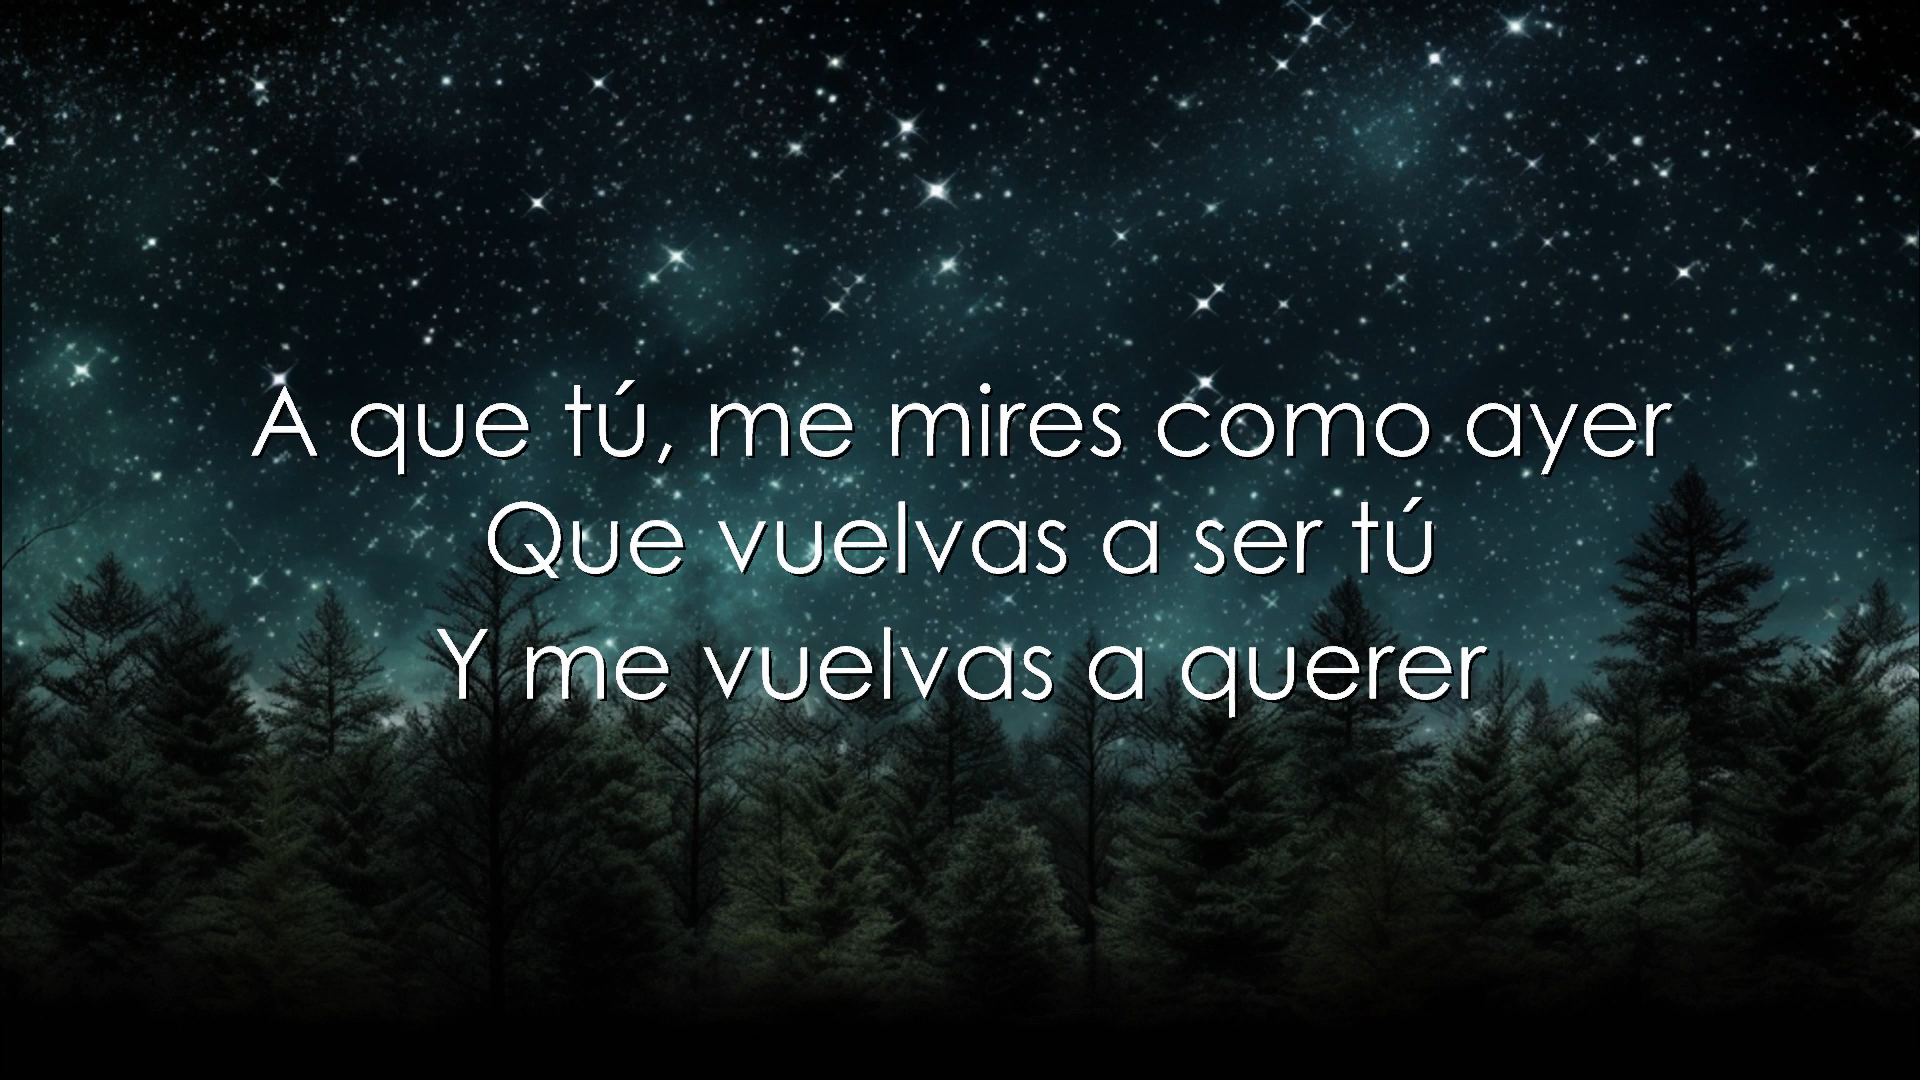 A que tú, me mires como ayer
Que vuelvas a ser tú
Y me vuelvas a querer